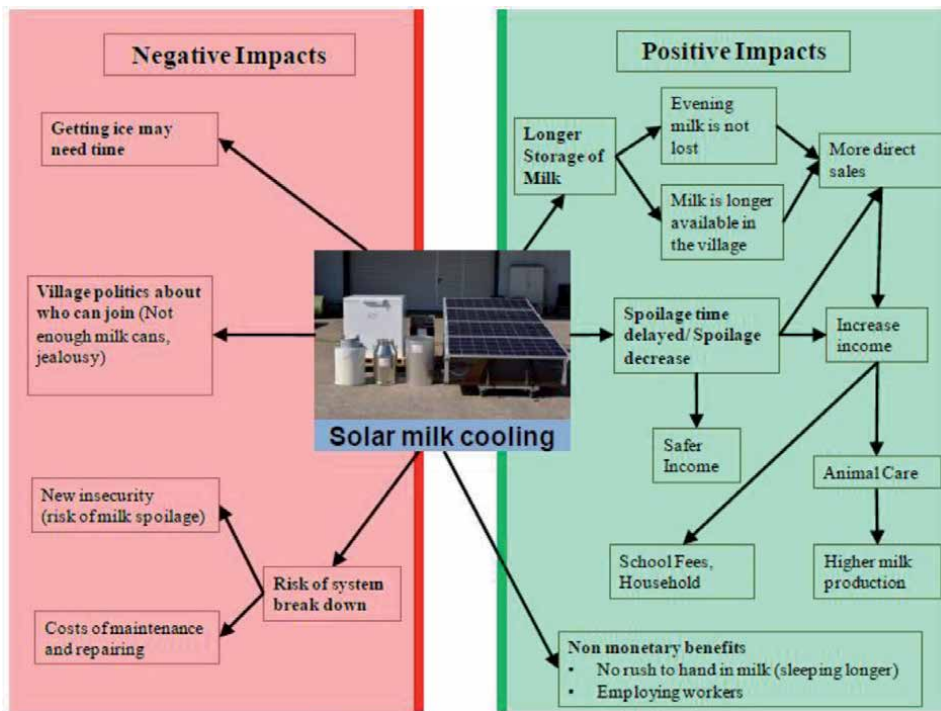 Negative Impacts
Getting ice may
need time
Village politics about
who can join (Not
enough milk cans,
jealousy)
New insecurity
(risk of milk spoilage)
Risk of system
break down
Costs of maintenance
and repairing
Solar milk cooling
Positive Impacts
Longer
Storage of
Milk
Evening
milk is not
lost
Milk is longer
available in
the village
More direct
sales
Spoilage time
delayed/ Spoilage
decrease
Increase
income
Safer
Income
Animal Care
School Fees,
Household
Higher milk
production
Non monetary benefits
• No rush to hand in milk (sleeping longer)
• Employing workers